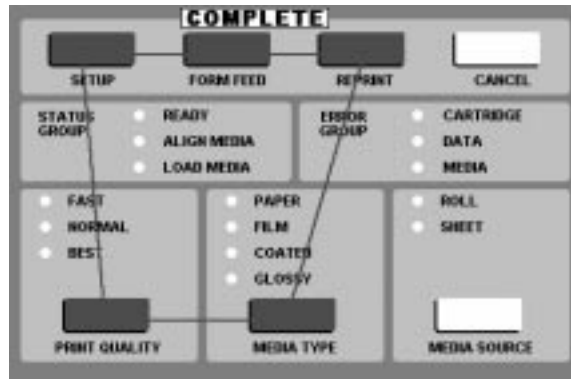 COMPLETE
SETUP FORM FEED REPRINT CANCEL
STATUS GROUP
READY
ALIGN MEDIA
LOAD MEDIA
ERROR GROUP
CARTRIDGE
DATA
MEDIA
FAST
NORMAL
BEST
PRINT QUALITY
PAPER
FILM
COATED
GLOSSY
MEDIA TYPE
ROLL
SHEET
MEDIA SOURCE